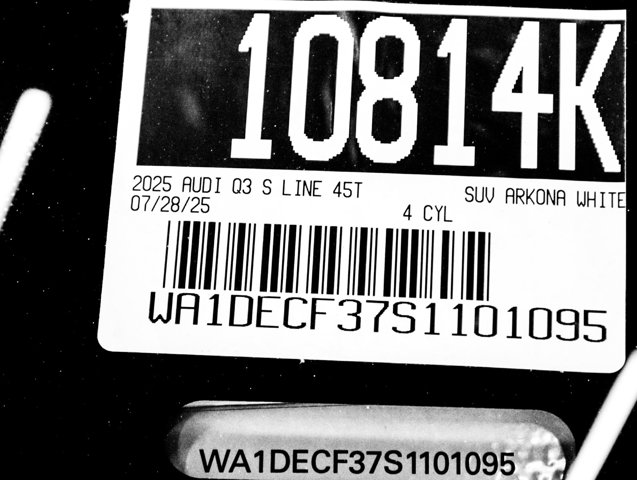 10814K
2025 AUDI Q3 S LINE 45T
SUV ARKONA WHITE
07/28/25
4 CYL
WA1DECF37S1101095
WA1DECF37S1101095